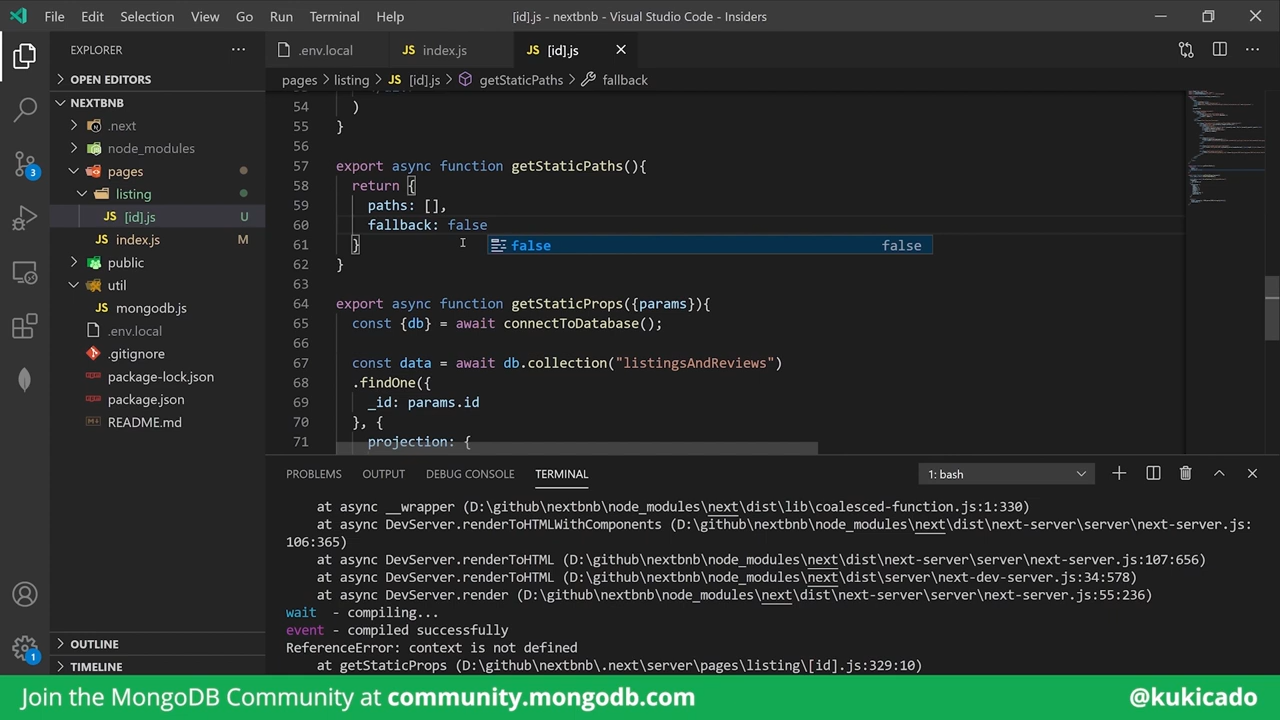 File Edit Selection View Go Run Terminal Help [id].js - nextbnb - Visual Studio Code - Insiders
EXPLORER
.env.local JS index.js JS [id].js
OPEN EDITORS
pages > listing > JS [id].js > getStaticPaths > fallback
NEXTBNB
.next
node_modules
pages
listing
JS [id].js U
JS index.js M
public
util
JS mongodb.js
.env.local
.gitignore
package-lock.json
package.json
README.md
3
1
OUTLINE
TIMELINE
54 )
55 }
56
57 export async function getStaticPaths(){
58 return {
59 paths: [],
60 fallback: false
false false
61 }
62 }
63
64 export async function getStaticProps({params}){
65 const {db} = await connectToDatabase();
66
67 const data = await db.collection("listingsAndReviews")
68 .findOne({
69 _id: params.id
70 }, {
71 projection: {
PROBLEMS OUTPUT DEBUG CONSOLE TERMINAL 1: bash
at async __wrapper (D:\github\nextbnb\node_modules\next\dist\lib\coalesced-function.js:1:330)
at async DevServer.renderToHTMLWithComponents (D:\github\nextbnb\node_modules\next\dist\next-server\server\next-server.js:
106:365)
at async DevServer.renderToHTML (D:\github\nextbnb\node_modules\next\dist\next-server\server\next-server.js:107:656)
at async DevServer.renderToHTML (D:\github\nextbnb\node_modules\next\dist\server\next-dev-server.js:34:578)
at async DevServer.render (D:\github\nextbnb\node_modules\next\dist\next-server\server\next-server.js:55:236)
wait - compiling...
event - compiled successfully
ReferenceError: context is not defined
at getStaticProps (D:\github\nextbnb\.next\server\pages\listing\[id].js:329:10)
Join the MongoDB Community at community.mongodb.com @kukicado